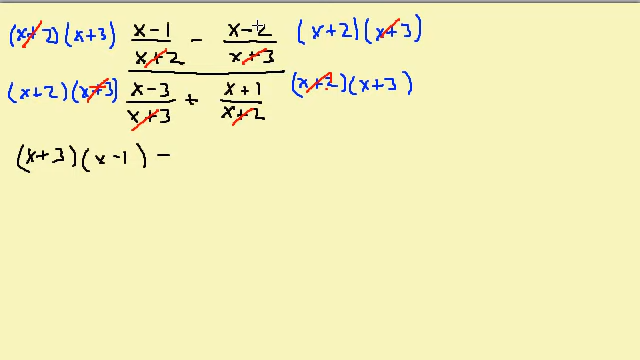 (x+2)(x+3) x-1/x+2 - x-2/x+3 (x+2)(x+3)
(x+2)(x+3) x-3/x+3 + x+1/x+2 (x+2)(x+3)
(x+3)(x-1) -